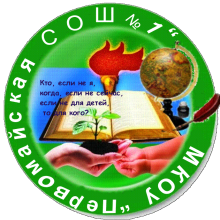 МКОУ „Первомайская СОШ №1“
Кто, если не я,
когда, если не сейчас,
если не для детей,
то для кого?